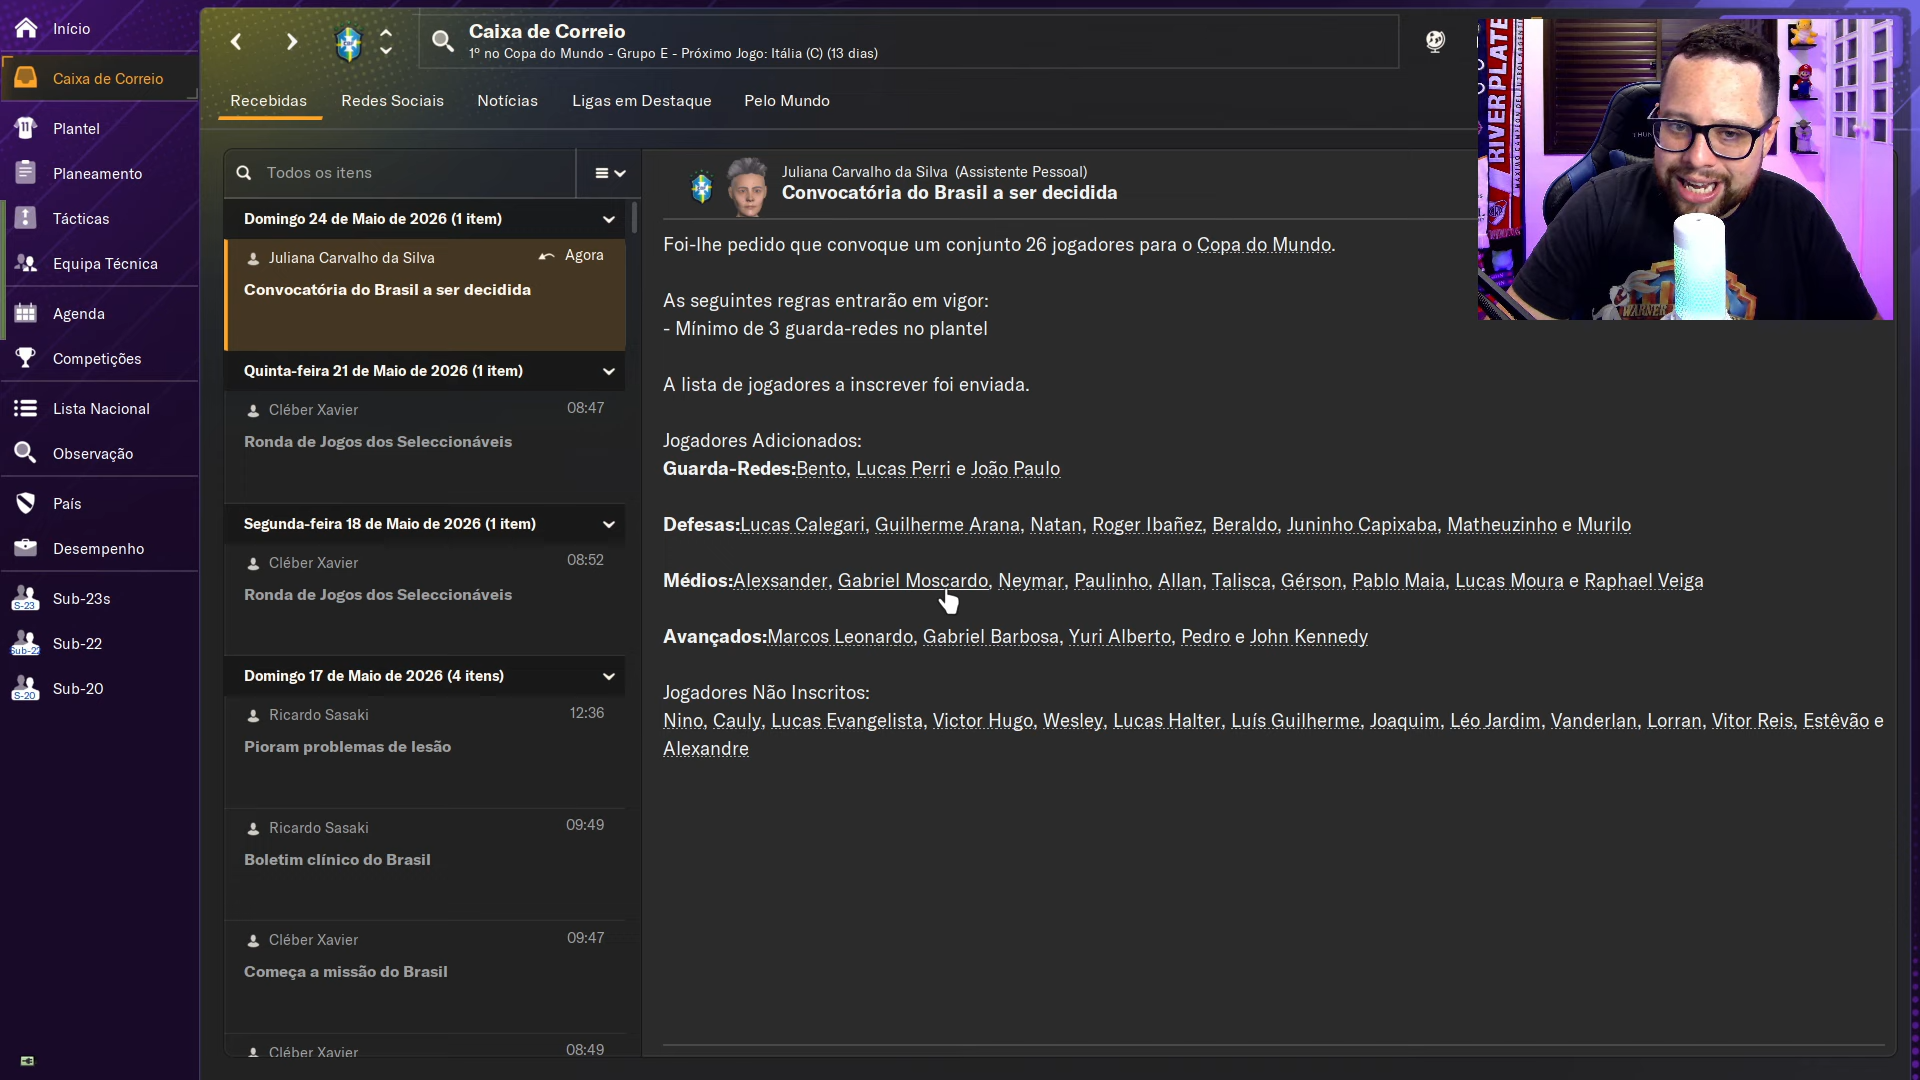 Início
Caixa de Correio
Plantel
Planeamento
Tácticas
Equipa Técnica
Agenda
Competições
Lista Nacional
Observação
País
Desempenho
S-23
Sub-23s
Sub-22
Sub-22
S-20
Sub-20
Caixa de Correio
1º no Copa do Mundo - Grupo E - Próximo Jogo: Itália (C) (13 dias)
Recebidas Redes Sociais Notícias Ligas em Destaque Pelo Mundo
Todos os itens
Domingo 24 de Maio de 2026 (1 item)
Juliana Carvalho da Silva Agora
Convocatória do Brasil a ser decidida
Quinta-feira 21 de Maio de 2026 (1 item)
Cléber Xavier 08:47
Ronda de Jogos dos Seleccionáveis
Segunda-feira 18 de Maio de 2026 (1 item)
Cléber Xavier 08:52
Ronda de Jogos dos Seleccionáveis
Domingo 17 de Maio de 2026 (4 itens)
Ricardo Sasaki 12:36
Pioram problemas de lesão
Ricardo Sasaki 09:49
Boletim clínico do Brasil
Cléber Xavier 09:47
Começa a missão do Brasil
Cléber Xavier 08:49
Juliana Carvalho da Silva (Assistente Pessoal)
Convocatória do Brasil a ser decidida
Foi-lhe pedido que convoque um conjunto 26 jogadores para o Copa do Mundo.
As seguintes regras entrarão em vigor:
- Mínimo de 3 guarda-redes no plantel
A lista de jogadores a inscrever foi enviada.
Jogadores Adicionados:
Guarda-Redes:Bento, Lucas Perri e João Paulo
Defesas:Lucas Calegari, Guilherme Arana, Natan, Roger Ibañez, Beraldo, Juninho Capixaba, Matheuzinho e Murilo
Médios:Alexsander, Gabriel Moscardo, Neymar, Paulinho, Allan, Talisca, Gérson, Pablo Maia, Lucas Moura e Raphael Veiga
Avançados:Marcos Leonardo, Gabriel Barbosa, Yuri Alberto, Pedro e John Kennedy
Jogadores Não Inscritos:
Nino, Cauly, Lucas Evangelista, Victor Hugo, Wesley, Lucas Halter, Luís Guilherme, Joaquim, Léo Jardim, Vanderlan, Lorran, Vitor Reis, Estêvão e
Alexandre
RIVER PLATE
WARNER